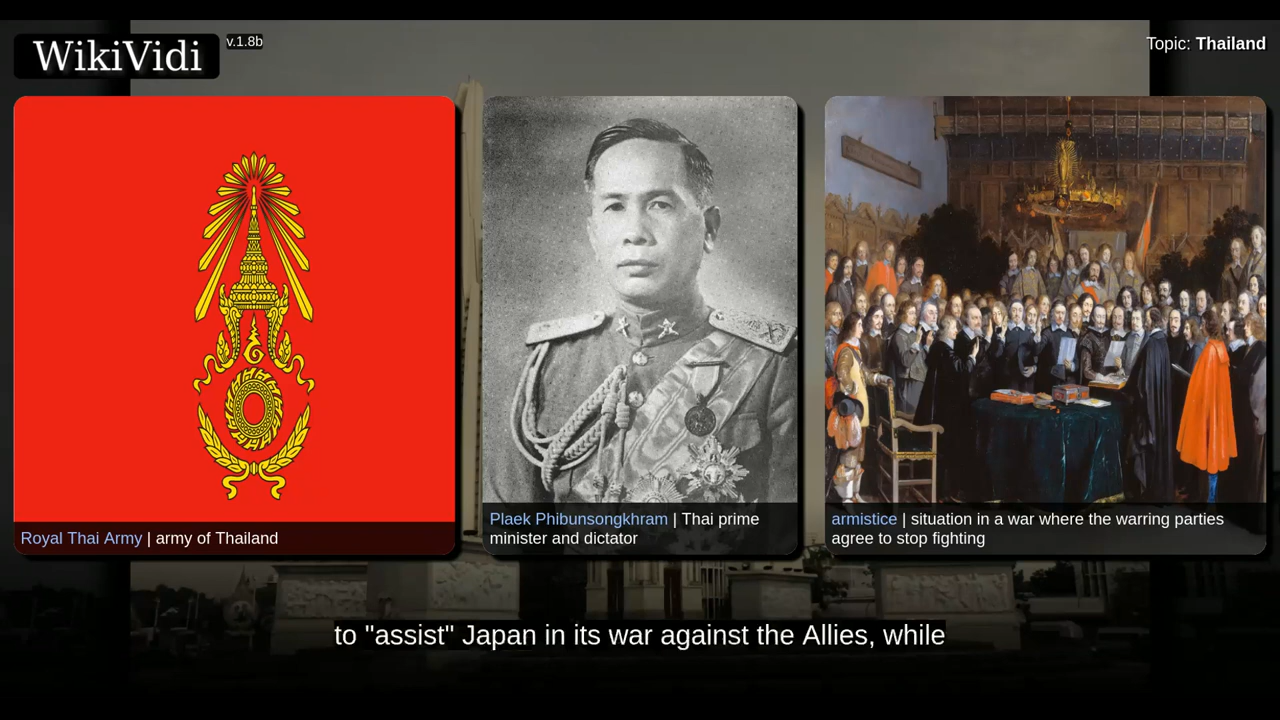 WikiVidi
v.1.8b
Topic: Thailand
Royal Thai Army | army of Thailand
Plaek Phibunsongkhram | Thai prime
minister and dictator
armistice | situation in a war where the warring parties
agree to stop fighting
to "assist" Japan in its war against the Allies, while